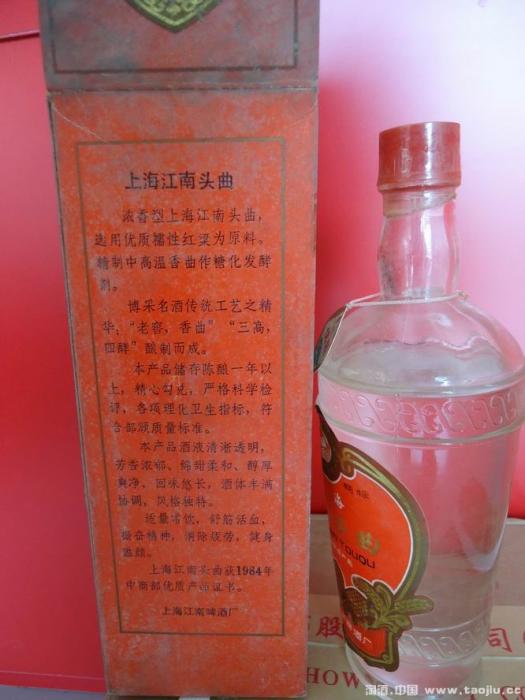 上海江南头曲
浓香型上海江南头曲,
选用优质糯性红粱为原料。
精制中高温香曲作糖化发酵
剂。
博采名酒传统工艺之精
华,“老窖,香曲”“三高,
四鲜”酿制而成。
本产品储存陈酿一年以
上,精心勾兑,严格科学检
评,各项理化卫生指标,符
合部颁质量标准。
本产品酒液清澈透明,
芳香浓郁、绵甜柔和、醇厚
爽净,回味悠长,酒体丰满
协调,风格独特。
适量常饮,舒筋活血,
振奋精神,消除疲劳,健身
益颜。
上海江南头曲获1984年
中商部优质产品证书。
上海江南啤酒厂
曲
TOUQU
酒厂
股
司
HOW
淘酒.中国 www.taojiu.cc